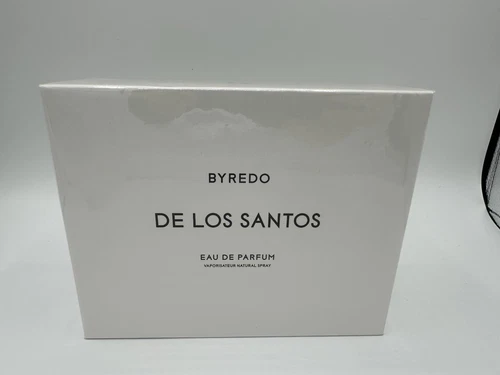 BYREDO
DE LOS SANTOS
EAU DE PARFUM
VAPORISATEUR NATURAL SPRAY